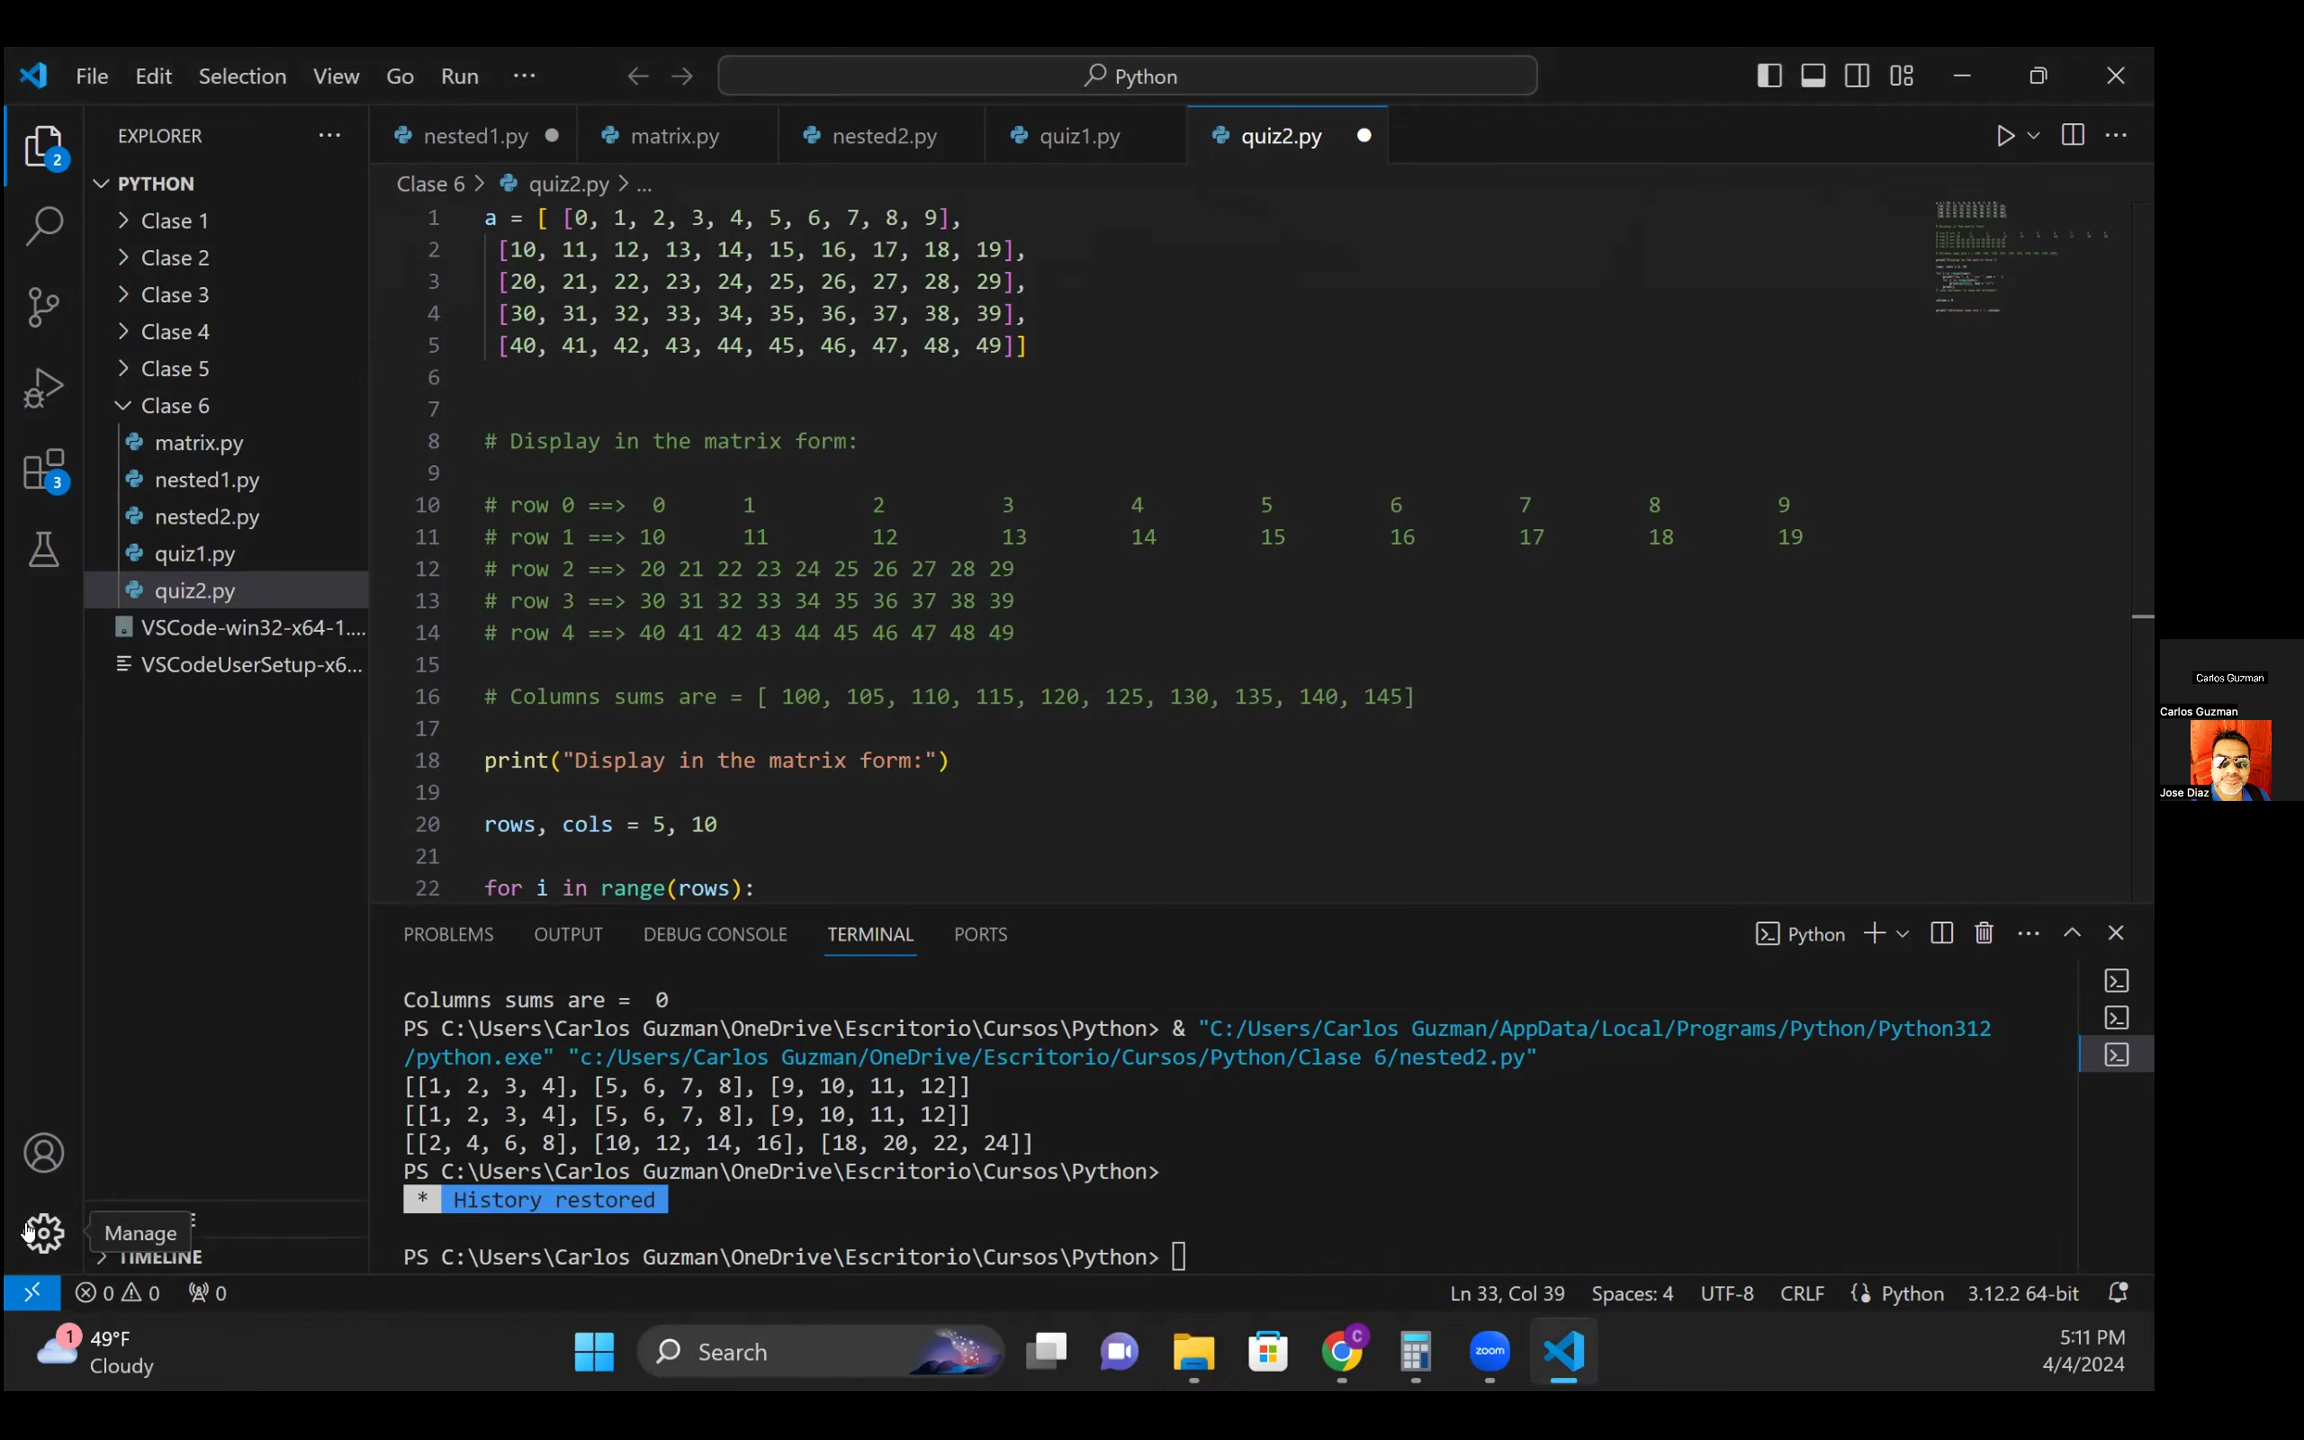 File Edit Selection View Go Run ··· Python
EXPLORER ···
2
PYTHON
Clase 1
Clase 2
Clase 3
Clase 4
Clase 5
Clase 6
matrix.py
nested1.py
nested2.py
quiz1.py
quiz2.py
VSCode-win32-x64-1....
VSCodeUserSetup-x6...
3
Manage
TIMELINE
nested1.py matrix.py nested2.py quiz1.py quiz2.py
Clase 6 > quiz2.py > ...
1 a = [ [0, 1, 2, 3, 4, 5, 6, 7, 8, 9],
2 [10, 11, 12, 13, 14, 15, 16, 17, 18, 19],
3 [20, 21, 22, 23, 24, 25, 26, 27, 28, 29],
4 [30, 31, 32, 33, 34, 35, 36, 37, 38, 39],
5 [40, 41, 42, 43, 44, 45, 46, 47, 48, 49]]
6
7
8 # Display in the matrix form:
9
10 # row 0 ==> 0 1 2 3 4 5 6 7 8 9
11 # row 1 ==> 10 11 12 13 14 15 16 17 18 19
12 # row 2 ==> 20 21 22 23 24 25 26 27 28 29
13 # row 3 ==> 30 31 32 33 34 35 36 37 38 39
14 # row 4 ==> 40 41 42 43 44 45 46 47 48 49
15
16 # Columns sums are = [ 100, 105, 110, 115, 120, 125, 130, 135, 140, 145]
17
18 print("Display in the matrix form:")
19
20 rows, cols = 5, 10
21
22 for i in range(rows):
PROBLEMS OUTPUT DEBUG CONSOLE TERMINAL PORTS Python
Columns sums are =  0
PS C:\Users\Carlos Guzman\OneDrive\Escritorio\Cursos\Python> & "C:/Users/Carlos Guzman/AppData/Local/Programs/Python/Python312
/python.exe" "c:/Users/Carlos Guzman/OneDrive/Escritorio/Cursos/Python/Clase 6/nested2.py"
[[1, 2, 3, 4], [5, 6, 7, 8], [9, 10, 11, 12]]
[[1, 2, 3, 4], [5, 6, 7, 8], [9, 10, 11, 12]]
[[2, 4, 6, 8], [10, 12, 14, 16], [18, 20, 22, 24]]
PS C:\Users\Carlos Guzman\OneDrive\Escritorio\Cursos\Python>
* History restored
PS C:\Users\Carlos Guzman\OneDrive\Escritorio\Cursos\Python>
0 0 0 Ln 33, Col 39 Spaces: 4 UTF-8 CRLF Python 3.12.2 64-bit
1 49°F
Cloudy
Search
C
zoom
5:11 PM
4/4/2024
Carlos Guzman
Carlos Guzman
Jose Diaz